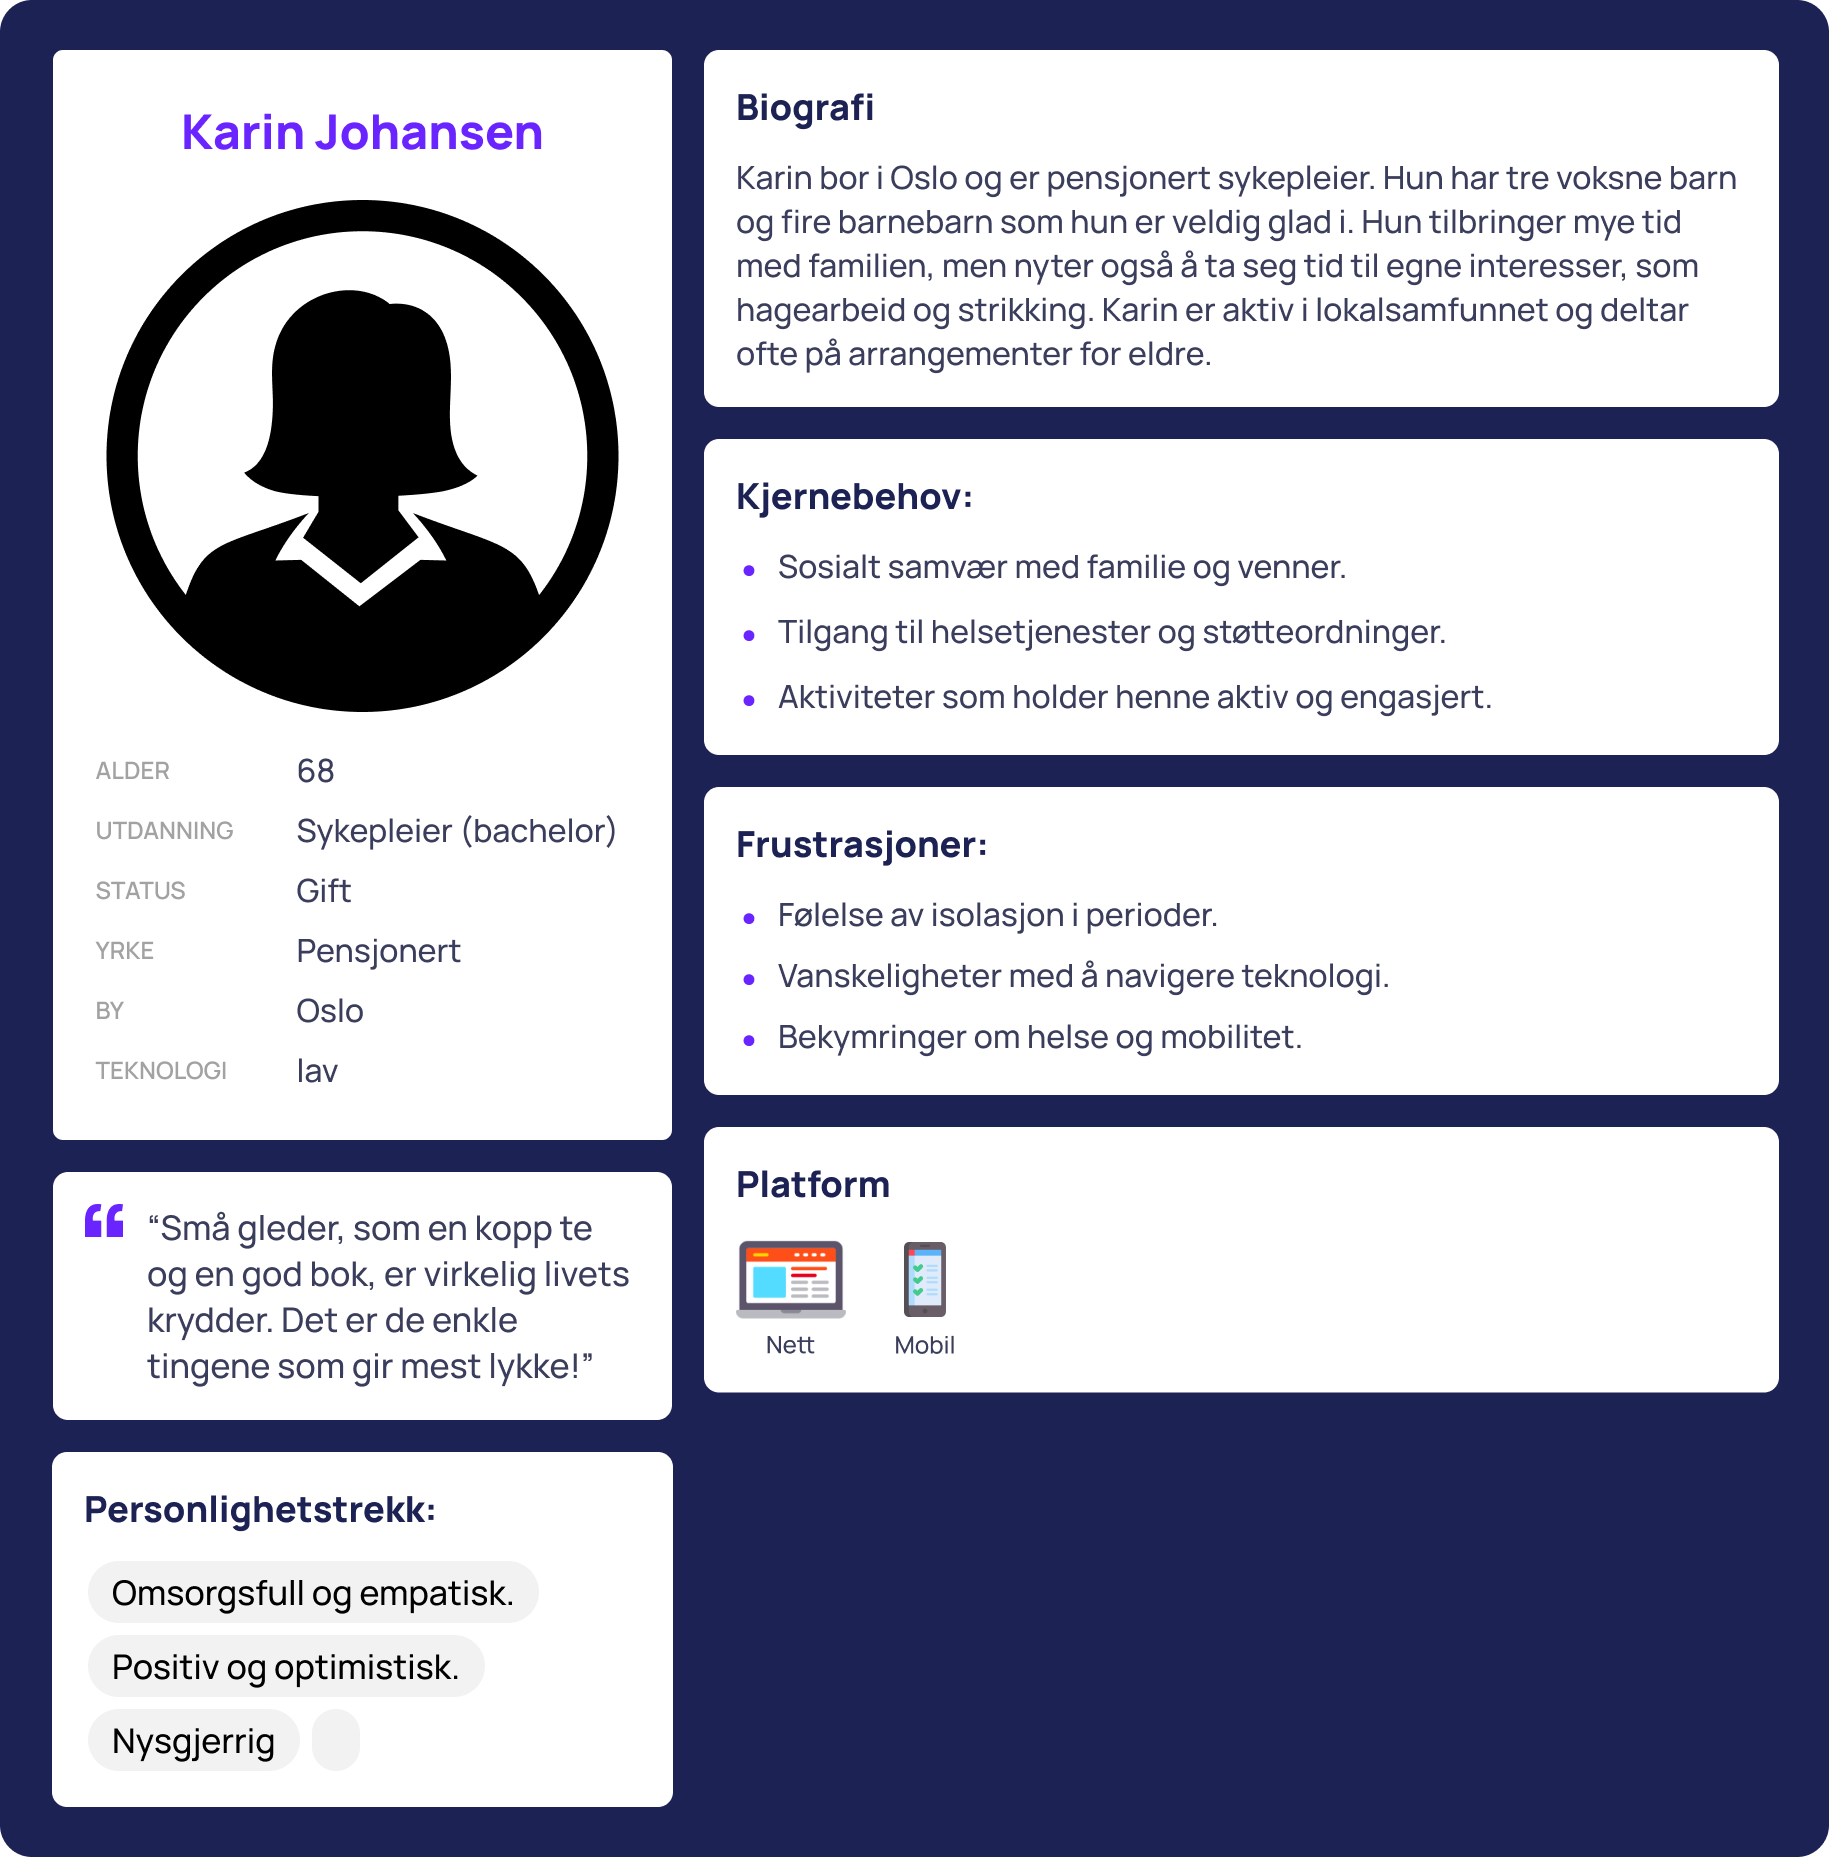 Karin Johansen
ALDER 68
UTDANNING Sykepleier (bachelor)
STATUS Gift
YRKE Pensjonert
BY Oslo
TEKNOLOGI lav
“Små gleder, som en kopp te
og en god bok, er virkelig livets
krydder. Det er de enkle
tingene som gir mest lykke!”
Personlighetstrekk:
Omsorgsfull og empatisk.
Positiv og optimistisk.
Nysgjerrig
Biografi
Karin bor i Oslo og er pensjonert sykepleier. Hun har tre voksne barn
og fire barnebarn som hun er veldig glad i. Hun tilbringer mye tid
med familien, men nyter også å ta seg tid til egne interesser, som
hagearbeid og strikking. Karin er aktiv i lokalsamfunnet og deltar
ofte på arrangementer for eldre.
Kjernebehov:
• Sosialt samvær med familie og venner.
• Tilgang til helsetjenester og støtteordninger.
• Aktiviteter som holder henne aktiv og engasjert.
Frustrasjoner:
• Følelse av isolasjon i perioder.
• Vanskeligheter med å navigere teknologi.
• Bekymringer om helse og mobilitet.
Platform
Nett Mobil